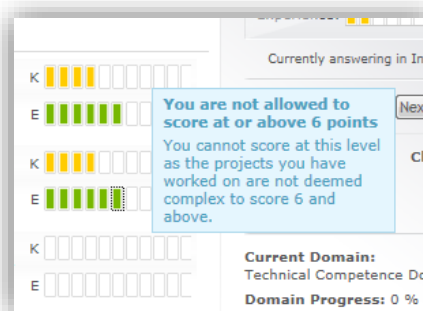 Experience:
Currently answering in In
K
E
You are not allowed to
score at or above 6 points
You cannot score at this level
as the projects you have
worked on are not deemed
complex to score 6 and
above.
Nex
K
E
Cl
K
E
Current Domain:
Technical Competence Do
Domain Progress: 0 %